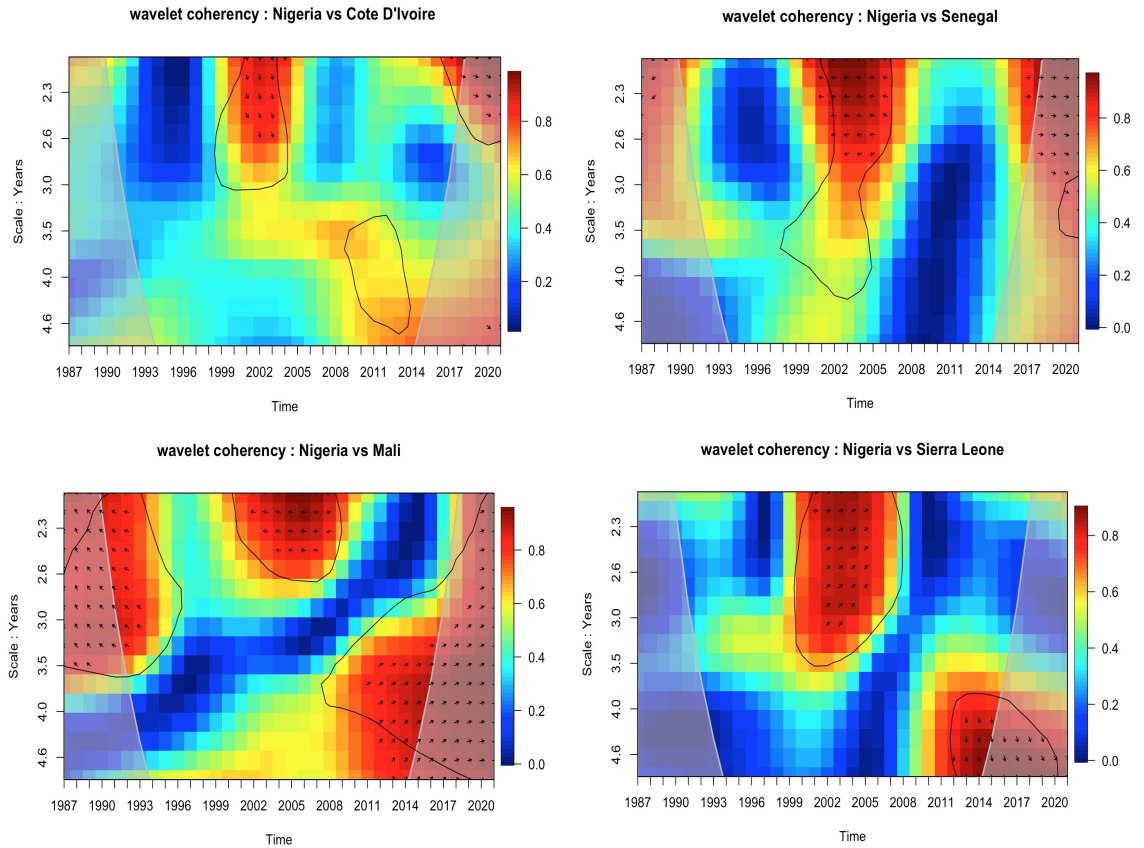 wavelet coherency : Nigeria vs Cote D'Ivoire
Scale : Years
2.3
2.6
3.0
3.5
4.0
4.6
0.8
0.6
0.4
0.2
1987 1990 1993 1996 1999 2002 2005 2008 2011 2014 2017 2020
Time
wavelet coherency : Nigeria vs Senegal
Scale : Years
2.3
2.6
3.0
3.5
4.0
4.6
0.8
0.6
0.4
0.2
0.0
1987 1990 1993 1996 1999 2002 2005 2008 2011 2014 2017 2020
Time
wavelet coherency : Nigeria vs Mali
Scale : Years
2.3
2.6
3.0
3.5
4.0
4.6
0.8
0.6
0.4
0.2
0.0
1987 1990 1993 1996 1999 2002 2005 2008 2011 2014 2017 2020
Time
wavelet coherency : Nigeria vs Sierra Leone
Scale : Years
2.3
2.6
3.0
3.5
4.0
4.6
0.8
0.6
0.4
0.2
0.0
1987 1990 1993 1996 1999 2002 2005 2008 2011 2014 2017 2020
Time